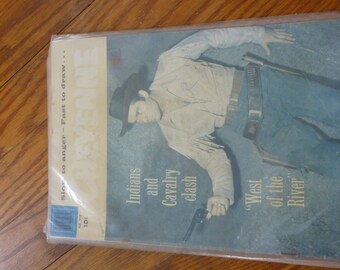 Slow to anger — Fast to draw . . .
10¢
Indians
and
Cavalry
clash
"West
of the
River"